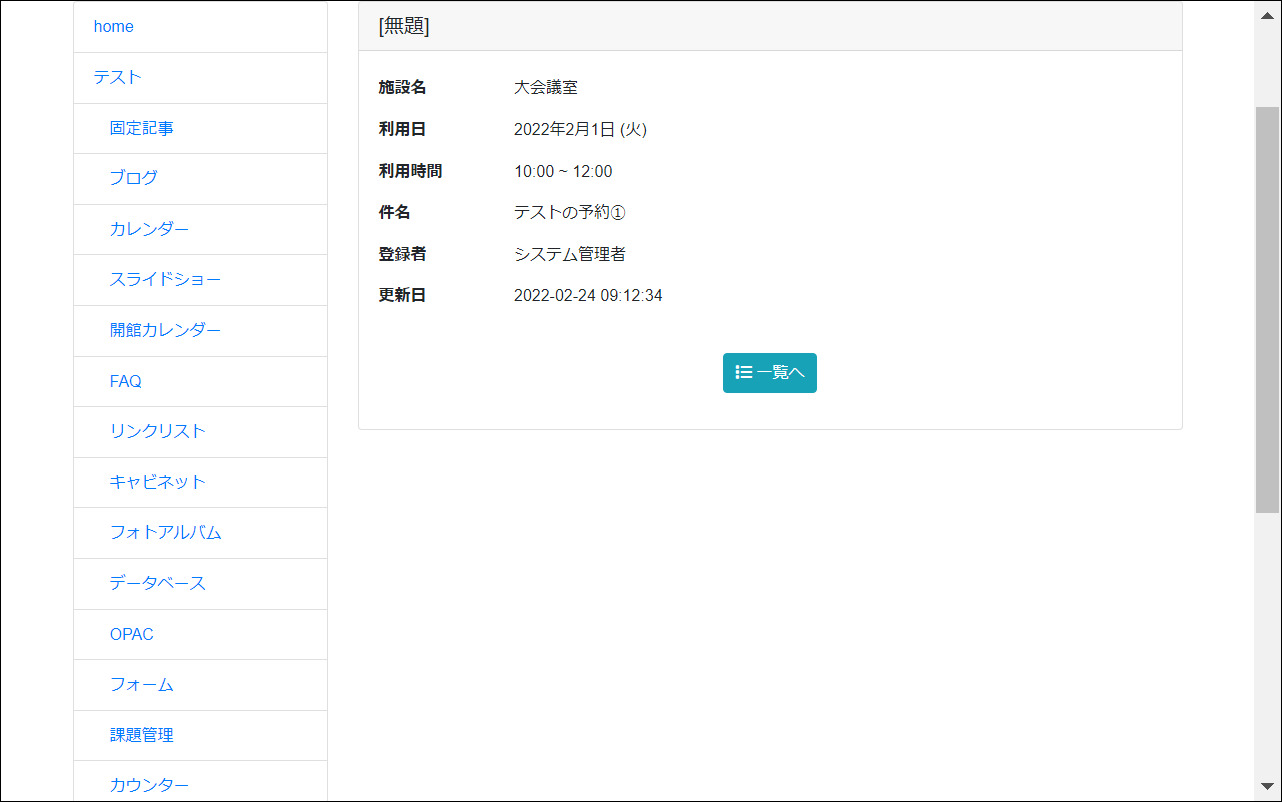 home
テスト
固定記事
ブログ
カレンダー
スライドショー
開館カレンダー
FAQ
リンクリスト
キャビネット
フォトアルバム
データベース
OPAC
フォーム
課題管理
カウンター
[無題]
施設名 大会議室
利用日 2022年2月1日 (火)
利用時間 10:00 ~ 12:00
件名 テストの予約①
登録者 システム管理者
更新日 2022-02-24 09:12:34
一覧へ